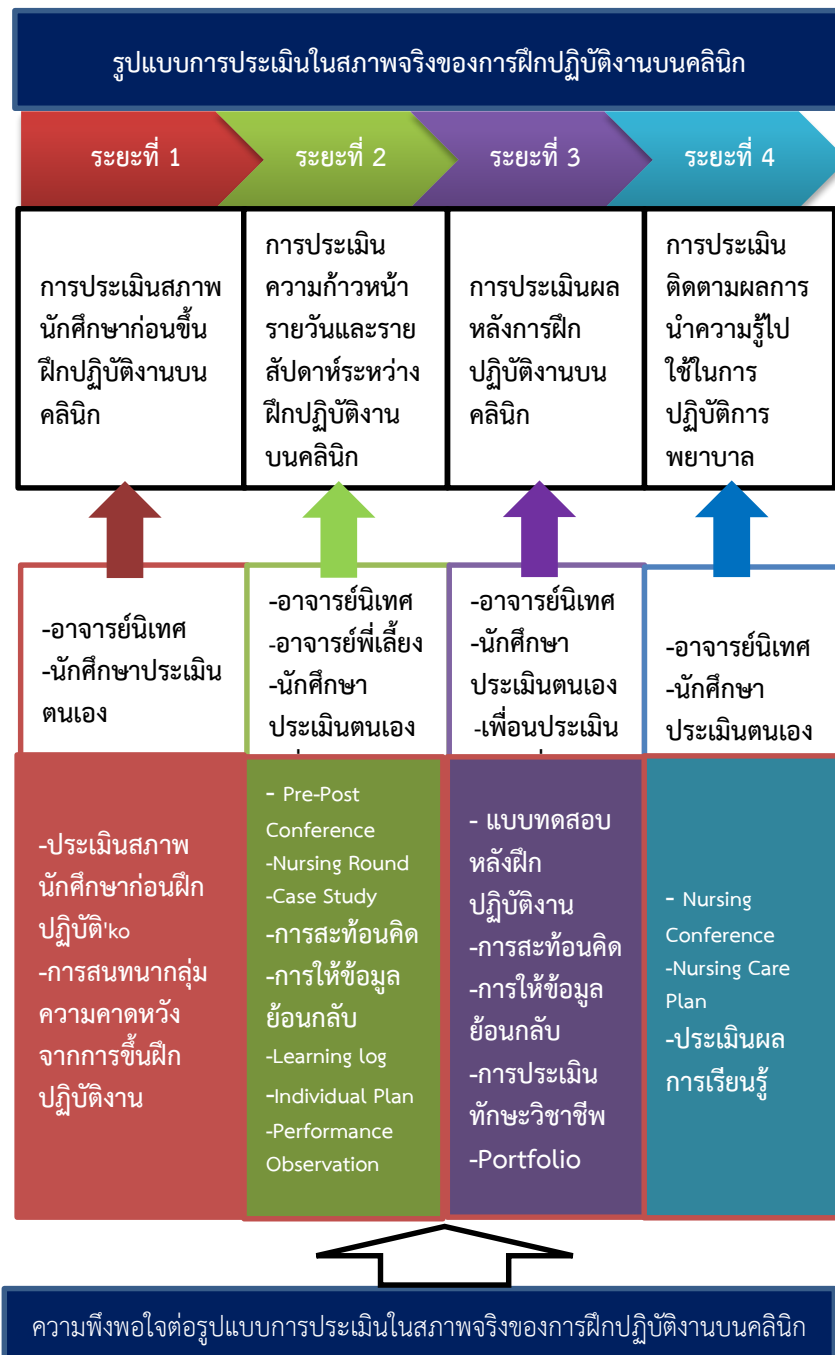 รูปแบบการประเมินในสภาพจริงของการฝึกปฏิบัติงานบนคลินิก
ระยะที่ 1
ระยะที่ 2
ระยะที่ 3
ระยะที่ 4
การประเมินสภาพ
นักศึกษาก่อนขึ้น
ฝึกปฏิบัติงานบน
คลินิก
การประเมิน
ความก้าวหน้า
รายวันและราย
สัปดาห์ระหว่าง
ฝึกปฏิบัติงาน
บนคลินิก
การประเมินผล
หลังการฝึก
ปฏิบัติงานบน
คลินิก
การประเมิน
ติดตามผลการ
นำความรู้ไป
ใช้ในการ
ปฏิบัติการ
พยาบาล
-อาจารย์นิเทศ
-นักศึกษาประเมิน
ตนเอง
-อาจารย์นิเทศ
-อาจารย์พี่เลี้ยง
-นักศึกษา
ประเมินตนเอง
-อาจารย์นิเทศ
-นักศึกษา
ประเมินตนเอง
-เพื่อนประเมิน
-อาจารย์นิเทศ
-นักศึกษา
ประเมินตนเอง
-ประเมินสภาพ
นักศึกษาก่อนฝึก
ปฏิบัติ'ko
-การสนทนากลุ่ม
ความคาดหวัง
จากการขึ้นฝึก
ปฏิบัติงาน
- Pre-Post
Conference
-Nursing Round
-Case Study
-การสะท้อนคิด
-การให้ข้อมูล
ย้อนกลับ
-Learning log
-Individual Plan
-Performance
Observation
- แบบทดสอบ
หลังฝึก
ปฏิบัติงาน
-การสะท้อนคิด
-การให้ข้อมูล
ย้อนกลับ
-การประเมิน
ทักษะวิชาชีพ
-Portfolio
- Nursing
Conference
-Nursing Care
Plan
-ประเมินผล
การเรียนรู้
ความพึงพอใจต่อรูปแบบการประเมินในสภาพจริงของการฝึกปฏิบัติงานบนคลินิก